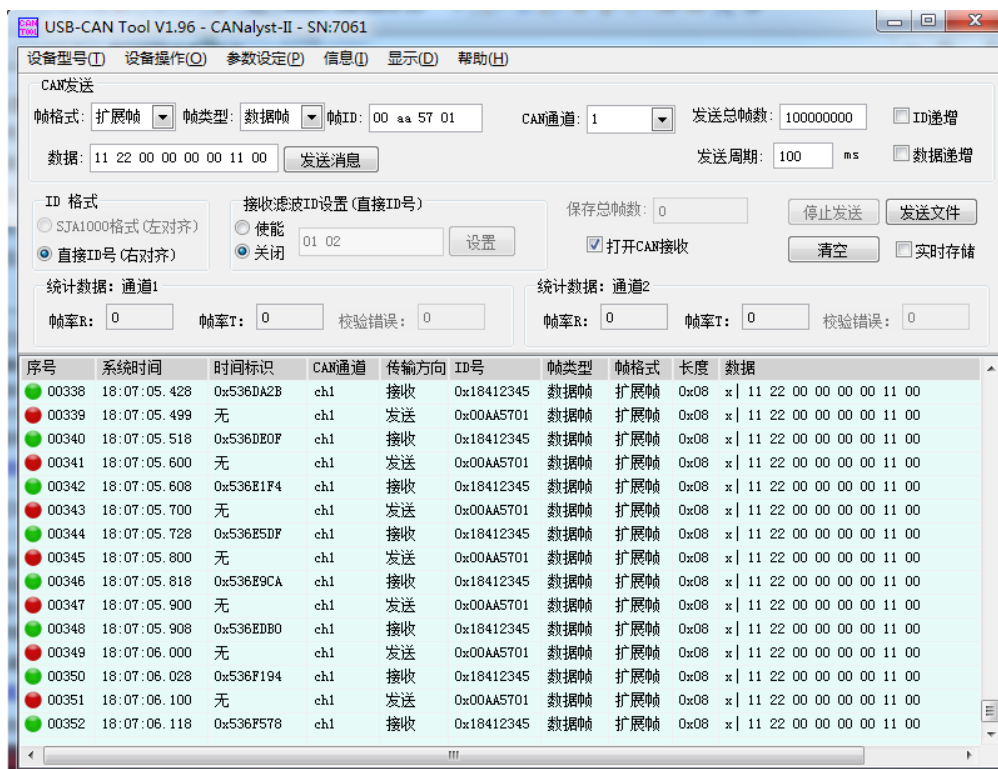 USB-CAN Tool V1.96 - CANalyst-II - SN:7061
设备型号(T) 设备操作(O) 参数设定(P) 信息(I) 显示(D) 帮助(H)
CAN发送
帧格式: 扩展帧 帧类型: 数据帧 帧ID: 00 aa 57 01 CAN通道: 1 发送总帧数: 100000000 ID递增
数据: 11 22 00 00 00 00 11 00 发送消息 发送周期: 100 ms 数据递增
ID 格式 接收滤波ID设置(直接ID号)
SJA1000格式(左对齐) 使能 保存总帧数: 0 停止发送 发送文件
直接ID号(右对齐) 关闭 01 02 设置 打开CAN接收 清空 实时存储
统计数据: 通道1 统计数据: 通道2
帧率R: 0 帧率T: 0 校验错误: 0 帧率R: 0 帧率T: 0 校验错误: 0
序号 系统时间 时间标识 CAN通道 传输方向 ID号 帧类型 帧格式 长度 数据
00338 18:07:05.428 0x536DA2B ch1 接收 0x18412345 数据帧 扩展帧 0x08 x| 11 22 00 00 00 00 11 00
00339 18:07:05.499 无 ch1 发送 0x00AA5701 数据帧 扩展帧 0x08 x| 11 22 00 00 00 00 11 00
00340 18:07:05.518 0x536DE0F ch1 接收 0x18412345 数据帧 扩展帧 0x08 x| 11 22 00 00 00 00 11 00
00341 18:07:05.600 无 ch1 发送 0x00AA5701 数据帧 扩展帧 0x08 x| 11 22 00 00 00 00 11 00
00342 18:07:05.608 0x536E1F4 ch1 接收 0x18412345 数据帧 扩展帧 0x08 x| 11 22 00 00 00 00 11 00
00343 18:07:05.700 无 ch1 发送 0x00AA5701 数据帧 扩展帧 0x08 x| 11 22 00 00 00 00 11 00
00344 18:07:05.728 0x536E5DF ch1 接收 0x18412345 数据帧 扩展帧 0x08 x| 11 22 00 00 00 00 11 00
00345 18:07:05.800 无 ch1 发送 0x00AA5701 数据帧 扩展帧 0x08 x| 11 22 00 00 00 00 11 00
00346 18:07:05.818 0x536E9CA ch1 接收 0x18412345 数据帧 扩展帧 0x08 x| 11 22 00 00 00 00 11 00
00347 18:07:05.900 无 ch1 发送 0x00AA5701 数据帧 扩展帧 0x08 x| 11 22 00 00 00 00 11 00
00348 18:07:05.908 0x536EDB0 ch1 接收 0x18412345 数据帧 扩展帧 0x08 x| 11 22 00 00 00 00 11 00
00349 18:07:06.000 无 ch1 发送 0x00AA5701 数据帧 扩展帧 0x08 x| 11 22 00 00 00 00 11 00
00350 18:07:06.028 0x536F194 ch1 接收 0x18412345 数据帧 扩展帧 0x08 x| 11 22 00 00 00 00 11 00
00351 18:07:06.100 无 ch1 发送 0x00AA5701 数据帧 扩展帧 0x08 x| 11 22 00 00 00 00 11 00
00352 18:07:06.118 0x536F578 ch1 接收 0x18412345 数据帧 扩展帧 0x08 x| 11 22 00 00 00 00 11 00